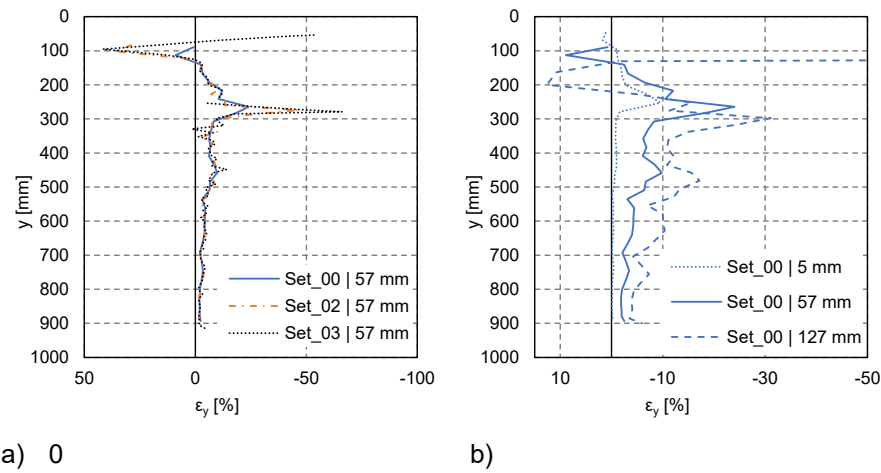 0
100
200
300
400
500
600
700
800
900
1000
y [mm]
50 0 -50 -100
εy [%]
Set_00 | 57 mm
Set_02 | 57 mm
Set_03 | 57 mm
a) 0
0
100
200
300
400
500
600
700
800
900
1000
y [mm]
10 -10 -30 -50
εy [%]
Set_00 | 5 mm
Set_00 | 57 mm
Set_00 | 127 mm
b)